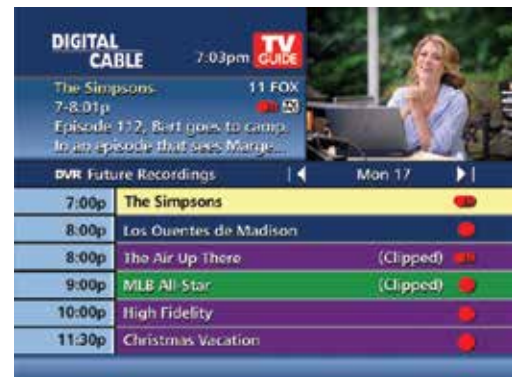 DIGITAL
CABLE
7:03pm
TV
GUIDE
The Simpsons
11 FOX
7-8:01p
Episode 112, Bart goes to camp.
In an episode that sees Marge...
DVR Future Recordings
Mon 17
7:00p The Simpsons
8:00p Los Ouentes de Madison
8:00p The Air Up There (Clipped)
9:00p MLB All-Star (Clipped)
10:00p High Fidelity
11:30p Christmas Vacation